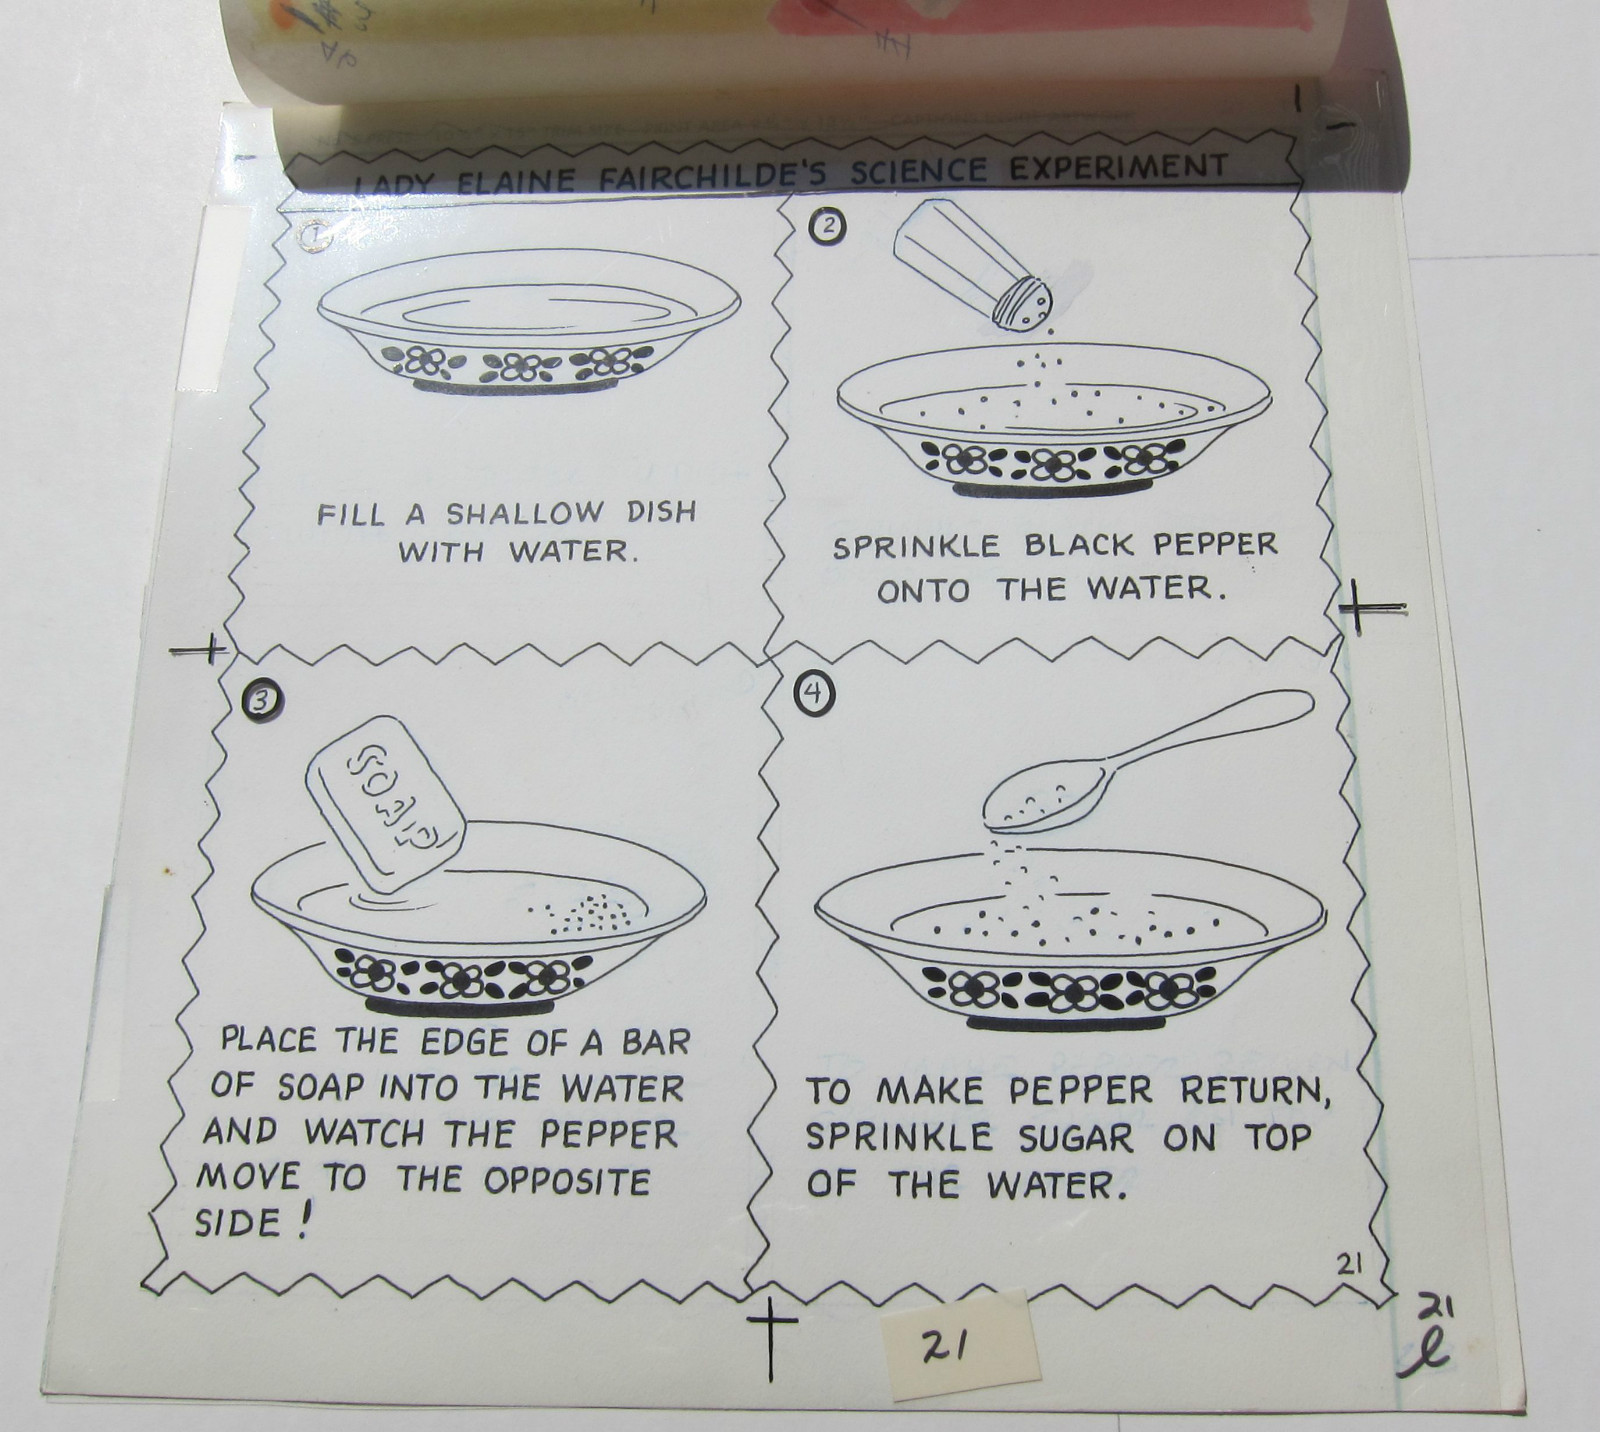 LADY ELAINE FAIRCHILDE'S SCIENCE EXPERIMENT
1
FILL A SHALLOW DISH
WITH WATER.
2
SPRINKLE BLACK PEPPER
ONTO THE WATER.
3
SOAP
PLACE THE EDGE OF A BAR
OF SOAP INTO THE WATER
AND WATCH THE PEPPER
MOVE TO THE OPPOSITE
SIDE!
4
TO MAKE PEPPER RETURN,
SPRINKLE SUGAR ON TOP
OF THE WATER.
21
21
21